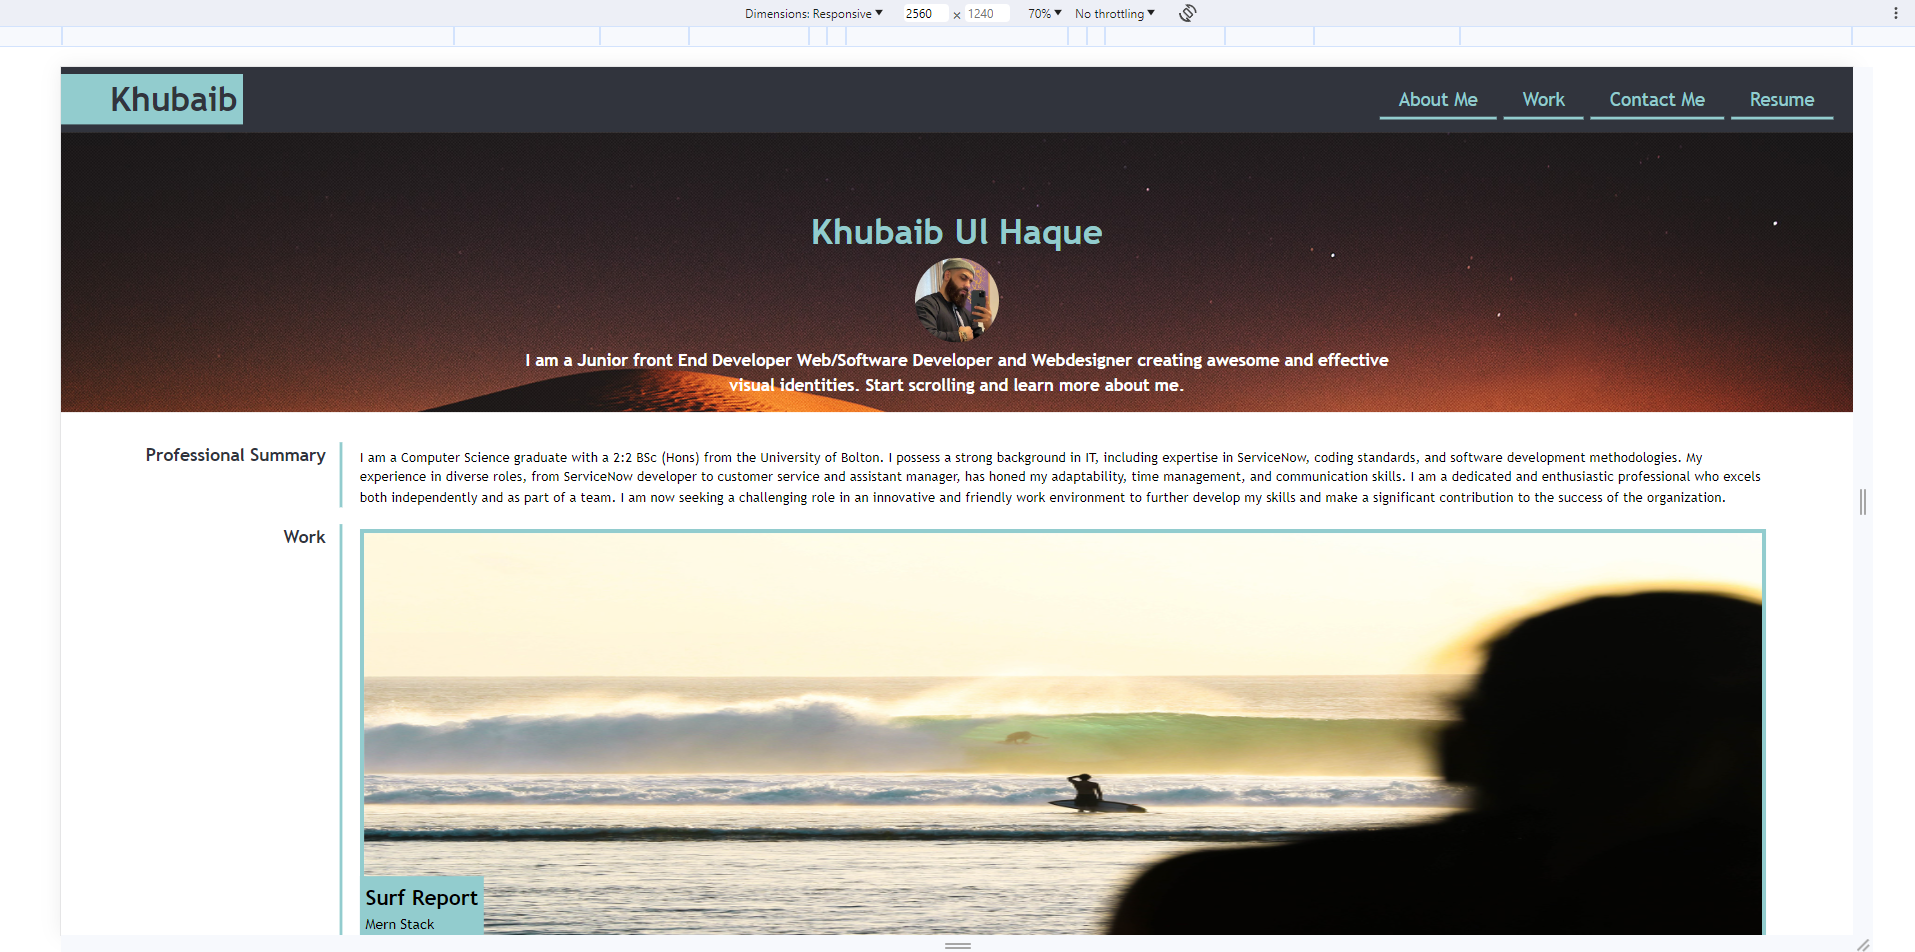 Dimensions: Responsive 2560 × 1240 70% No throttling
Khubaib
About Me Work Contact Me Resume
Khubaib Ul Haque
I am a Junior front End Developer Web/Software Developer and Webdesigner creating awesome and effective
visual identities. Start scrolling and learn more about me.
Professional Summary
I am a Computer Science graduate with a 2:2 BSc (Hons) from the University of Bolton. I possess a strong background in IT, including expertise in ServiceNow, coding standards, and software development methodologies. My
experience in diverse roles, from ServiceNow developer to customer service and assistant manager, has honed my adaptability, time management, and communication skills. I am a dedicated and enthusiastic professional who excels
both independently and as part of a team. I am now seeking a challenging role in an innovative and friendly work environment to further develop my skills and make a significant contribution to the success of the organization.
Work
Surf Report
Mern Stack